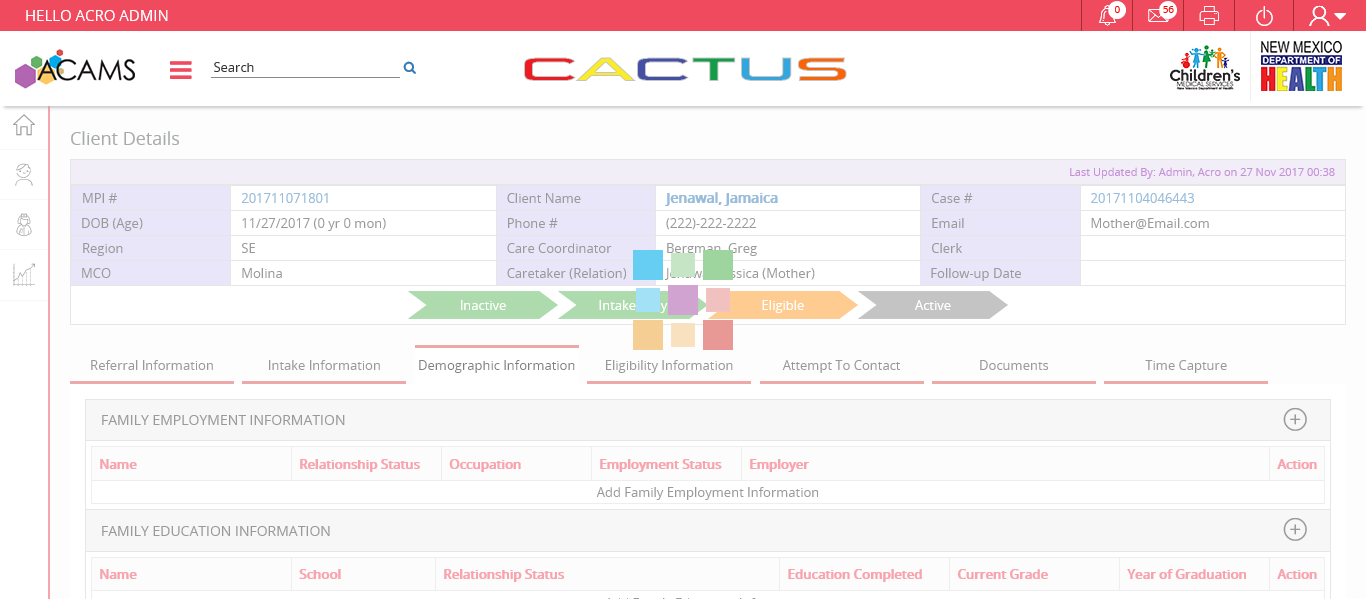 HELLO ACRO ADMIN
0
56
ACAMS
Search
CACTUS
Children's
MEDICAL SERVICES
New Mexico Department of Health
NEW MEXICO
DEPARTMENT OF
HEALTH
Client Details
Last Updated By: Admin, Acro on 27 Nov 2017 00:38
MPI # 201711071801 Client Name Jenawal, Jamaica Case # 20171104046443
DOB (Age) 11/27/2017 (0 yr 0 mon) Phone # (222)-222-2222 Email Mother@Email.com
Region SE Care Coordinator Bergman, Greg Clerk
MCO Molina Caretaker (Relation) (Mother) Follow-up Date
Inactive Intake Eligible Active
Referral Information Intake Information Demographic Information Eligibility Information Attempt To Contact Documents Time Capture
FAMILY EMPLOYMENT INFORMATION
Name Relationship Status Occupation Employment Status Employer Action
Add Family Employment Information
FAMILY EDUCATION INFORMATION
Name School Relationship Status Education Completed Current Grade Year of Graduation Action